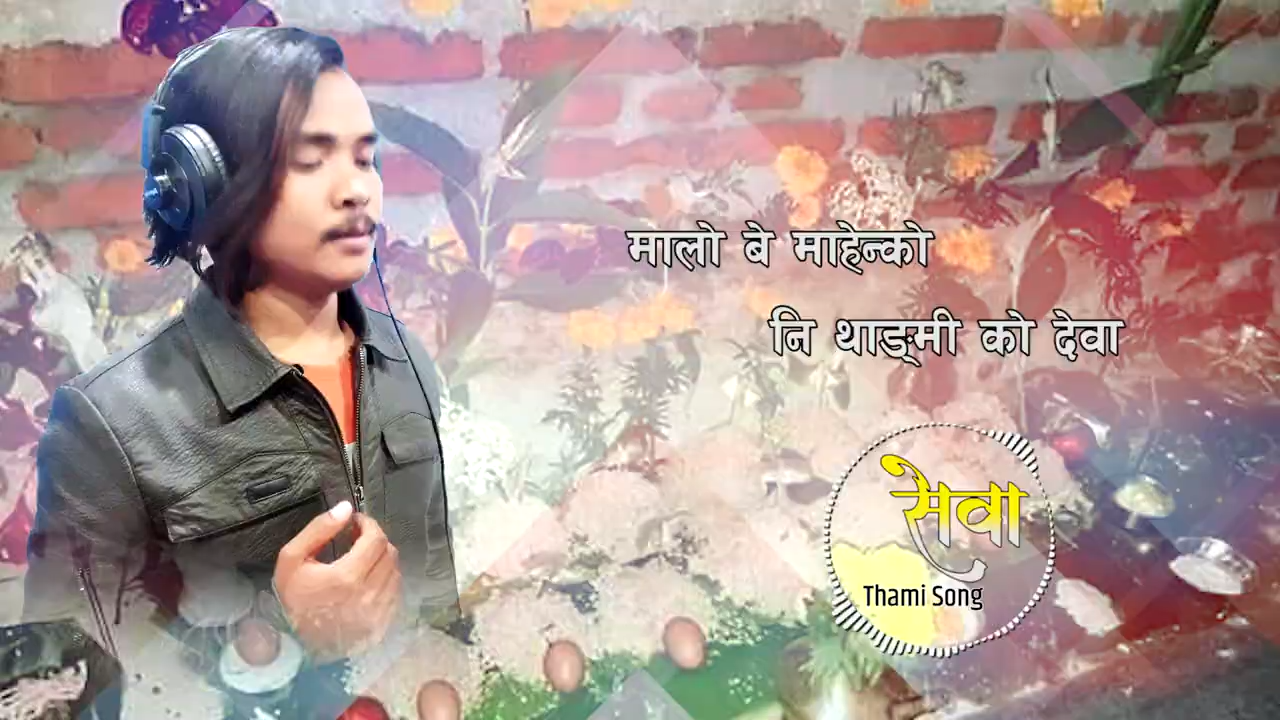 मालो बे माहेन्को
नि थाङ्मी को देवा
सेवा
Thami Song